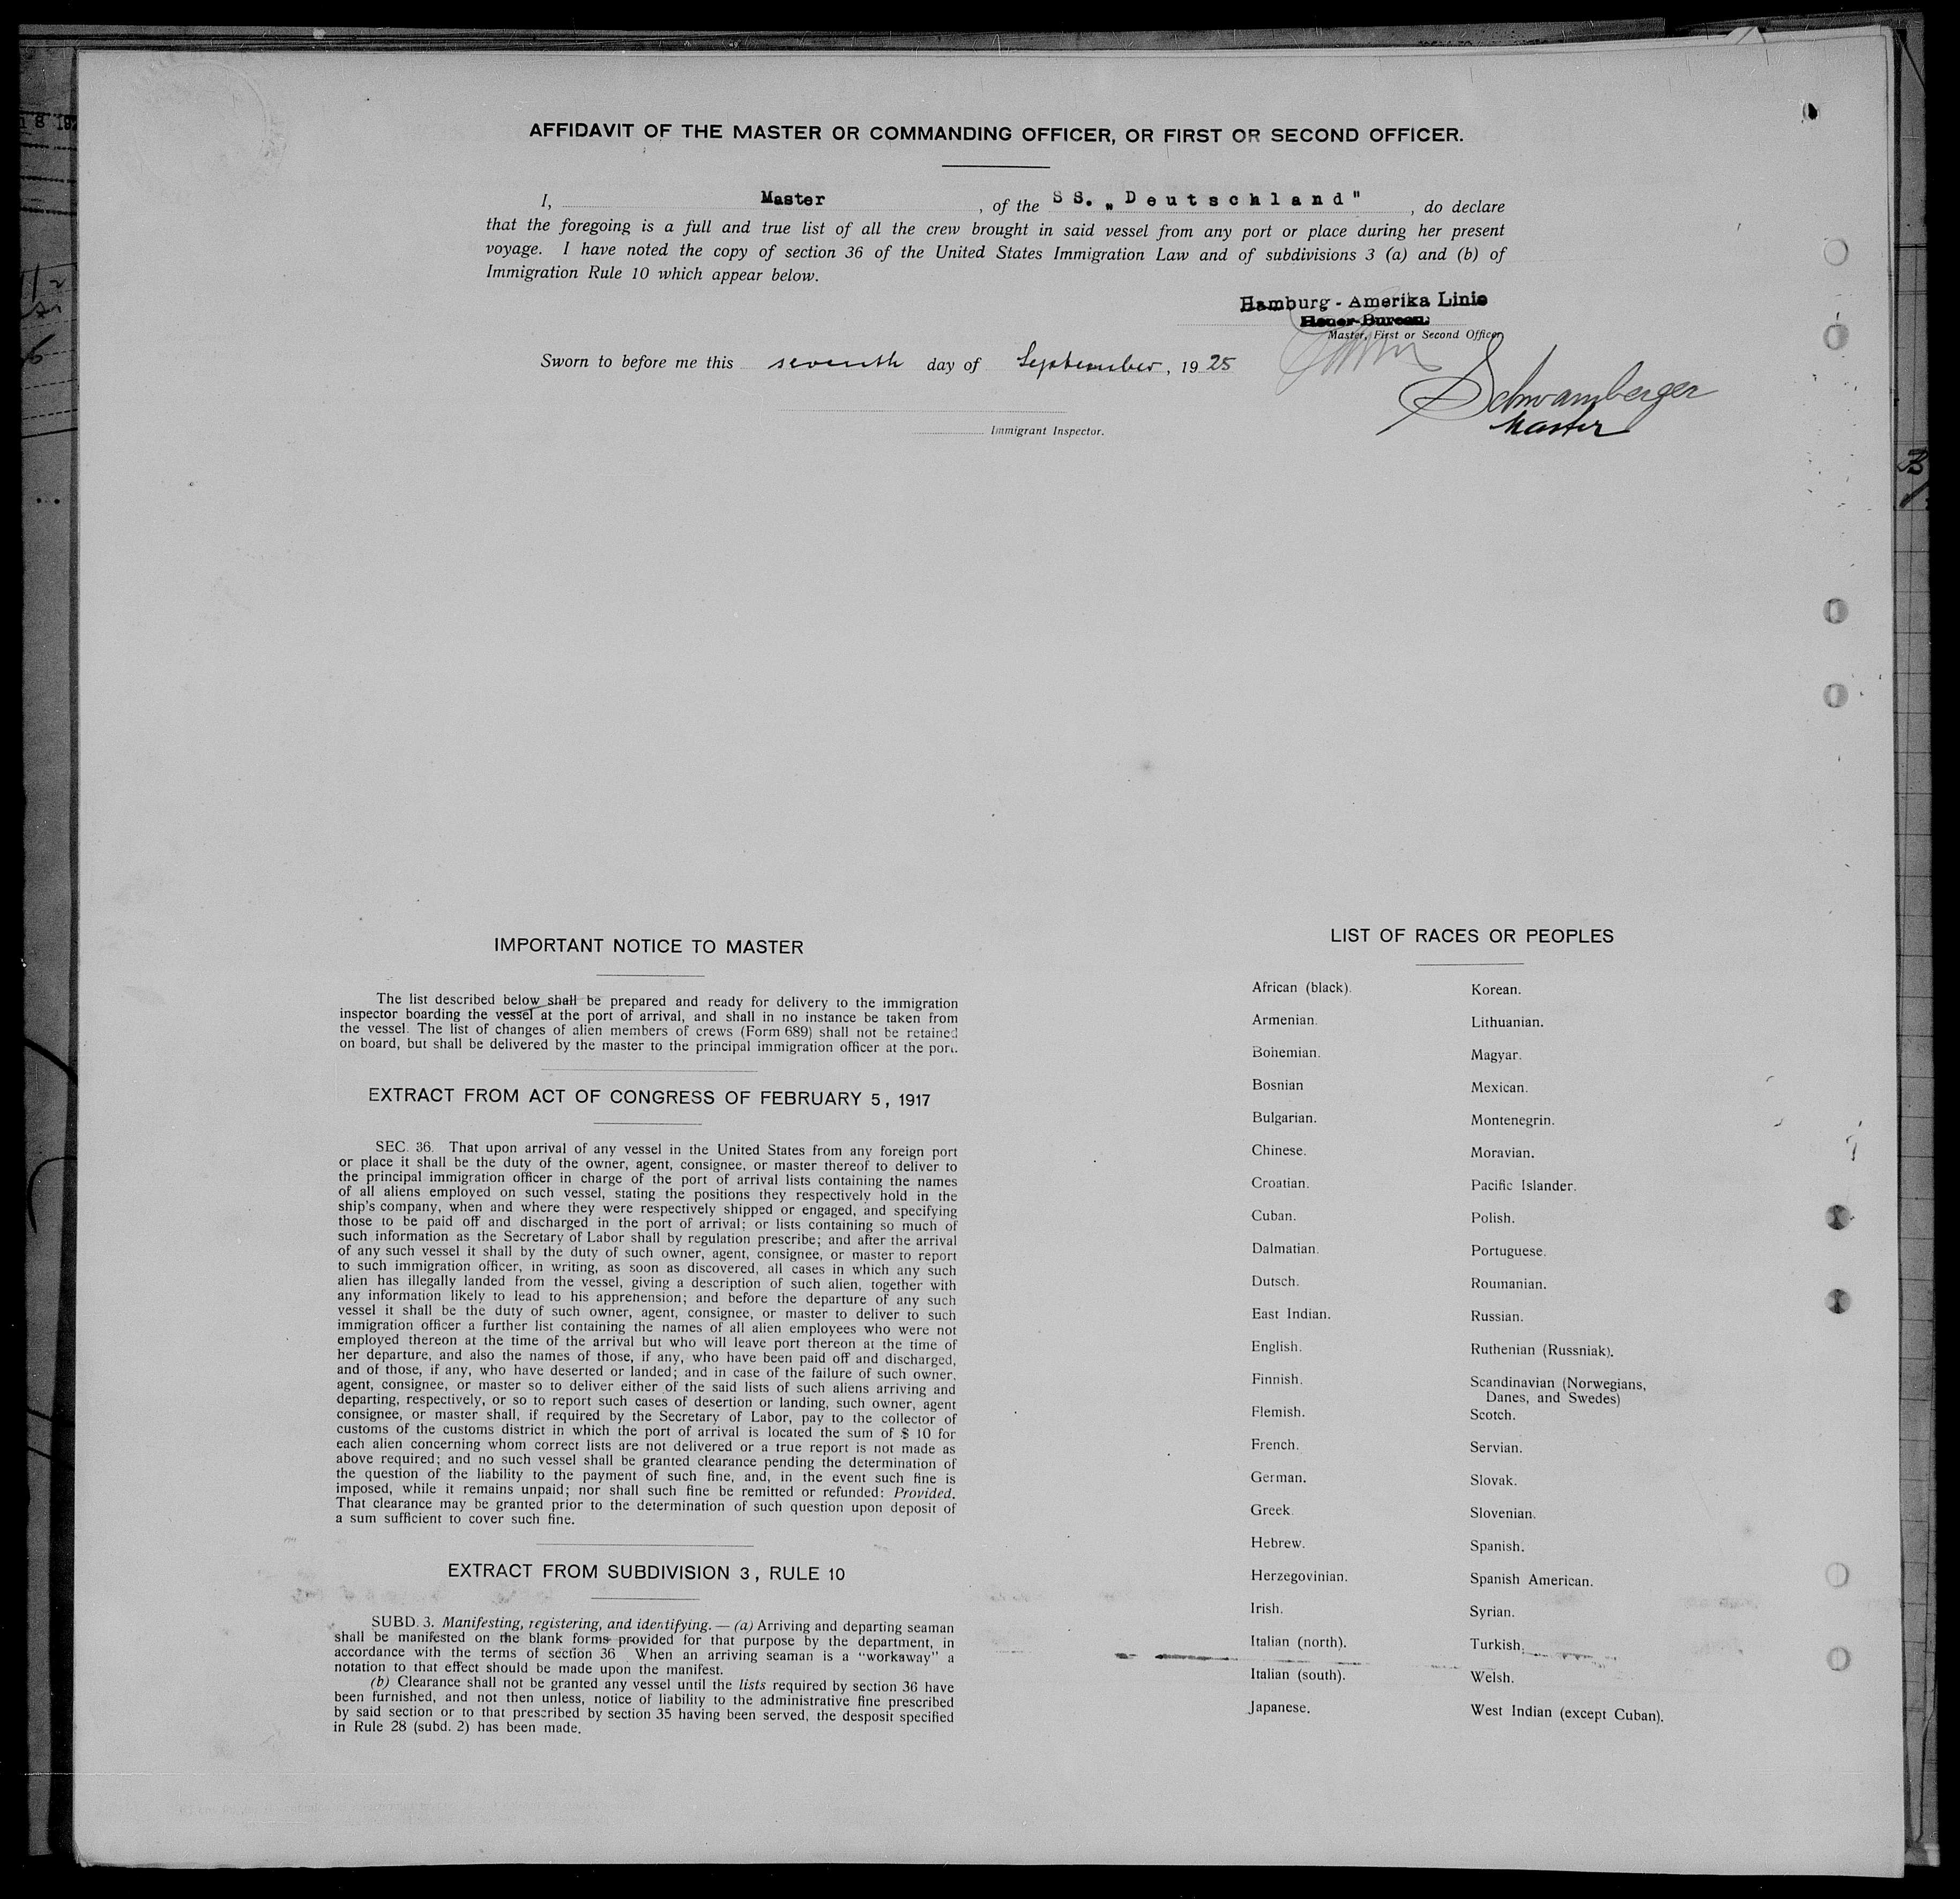 AFFIDAVIT OF THE MASTER OR COMMANDING OFFICER, OR FIRST OR SECOND OFFICER.
I, Master, of the SS. „Deutschland", do declare
that the foregoing is a full and true list of all the crew brought in said vessel from any port or place during her present
voyage. I have noted the copy of section 36 of the United States Immigration Law and of subdivisions 3 (a) and (b) of
Immigration Rule 10 which appear below.
Hamburg - Amerika Linie
Heuer-Bureau
Master, First or Second Officer
Sworn to before me this seventh day of September, 1925
Schwamberger
Master
Immigrant Inspector.
IMPORTANT NOTICE TO MASTER
The list described below shall be prepared and ready for delivery to the immigration
inspector boarding the vessel at the port of arrival, and shall in no instance be taken from
the vessel. The list of changes of alien members of crews (Form 689) shall not be retained
on board, but shall be delivered by the master to the principal immigration officer at the port.
EXTRACT FROM ACT OF CONGRESS OF FEBRUARY 5, 1917
SEC. 36. That upon arrival of any vessel in the United States from any foreign port
or place it shall be the duty of the owner, agent, consignee, or master thereof to deliver to
the principal immigration officer in charge of the port of arrival lists containing the names
of all aliens employed on such vessel, stating the positions they respectively hold in the
ship's company, when and where they were respectively shipped or engaged, and specifying
those to be paid off and discharged in the port of arrival; or lists containing so much of
such information as the Secretary of Labor shall by regulation prescribe; and after the arrival
of any such vessel it shall by the duty of such owner, agent, consignee, or master to report
to such immigration officer, in writing, as soon as discovered, all cases in which any such
alien has illegally landed from the vessel, giving a description of such alien, together with
any information likely to lead to his apprenension; and before the departure of any such
vessel it shall be the duty of such owner, agent, consignee, or master to deliver to such
immigration officer a further list containing the names of all alien employees who were not
employed thereon at the time of the arrival but who will leave port thereon at the time of
her departure, and also the names of those, if any, who have been paid off and discharged,
and of those, if any, who have deserted or landed; and in case of the failure of such owner,
agent, consignee, or master so to deliver either of the said lists of such aliens arriving and
departing, respectively, or so to report such cases of desertion or landing, such owner, agent
consignee, or master shall, if required by the Secretary of Labor, pay to the collector of
customs of the customs district in which the port of arrival is located the sum of $ 10 for
each alien concerning whom correct lists are not delivered or a true report is not made as
above required; and no such vessel shall be granted clearance pending the determination of
the question of the liability to the payment of such fine, and, in the event such fine is
imposed, while it remains unpaid; nor shall such fine be remitted or refunded: Provided,
That clearance may be granted prior to the determination of such question upon deposit of
a sum sufficient to cover such fine.
EXTRACT FROM SUBDIVISION 3, RULE 10
SUBD. 3. Manifesting, registering, and identifying. — (a) Arriving and departing seaman
shall be manifested on the blank forms provided for that purpose by the department, in
accordance with the terms of section 36. When an arriving seaman is a "workaway" a
notation to that effect should be made upon the manifest.
(b) Clearance shall not be granted any vessel until the lists required by section 36 have
been furnished, and not then unless, notice of liability to the administrative fine prescribed
by said section or to that prescribed by section 35 having been served, the desposit specified
in Rule 28 (subd. 2) has been made.
LIST OF RACES OR PEOPLES
African (black).
Armenian.
Bohemian.
Bosnian
Bulgarian.
Chinese.
Croatian.
Cuban.
Dalmatian.
Dutsch.
East Indian.
English.
Finnish.
Flemish.
French.
German.
Greek.
Hebrew.
Herzegovinian.
Irish.
Italian (north).
Italian (south).
Japanese.
Korean.
Lithuanian.
Magyar.
Mexican.
Montenegrin.
Moravian.
Pacific Islander.
Polish.
Portuguese.
Roumanian.
Russian.
Ruthenian (Russniak).
Scandinavian (Norwegians,
Danes, and Swedes)
Scotch.
Servian.
Slovak.
Slovenian.
Spanish.
Spanish American.
Syrian.
Turkish.
Welsh.
West Indian (except Cuban).